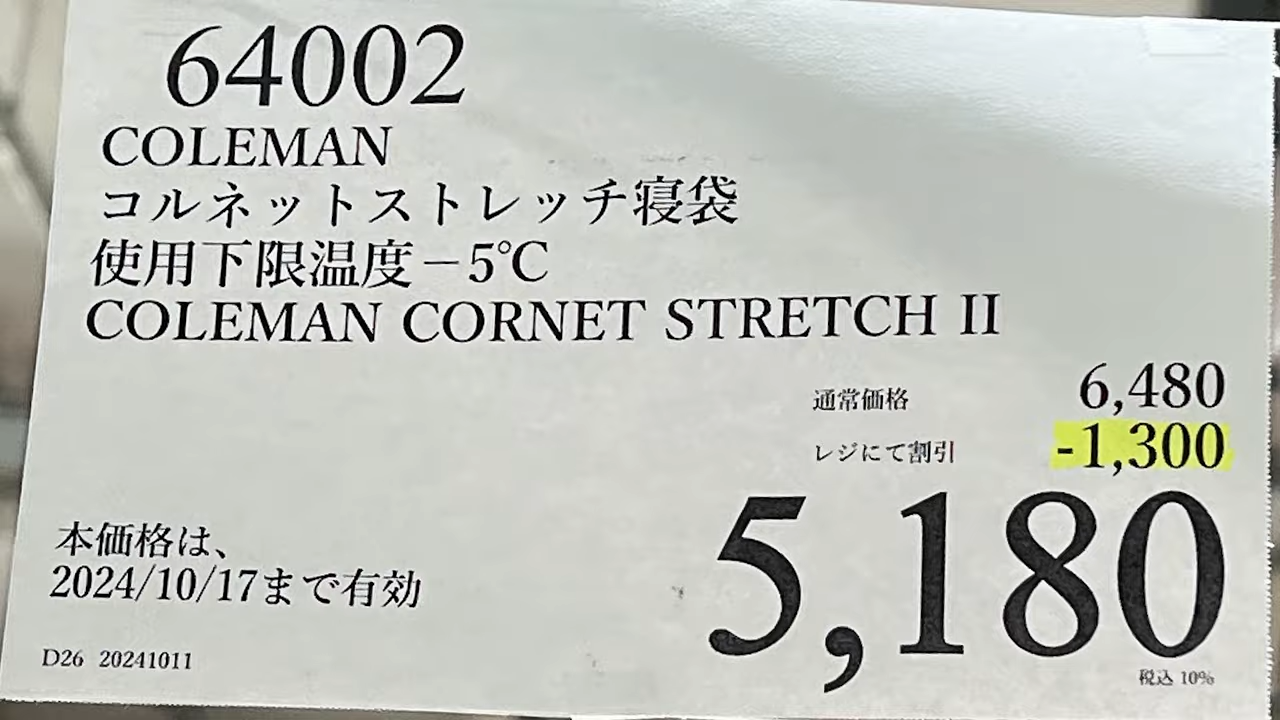 64002
COLEMAN
コルネットストレッチ寝袋
使用下限温度－5℃
COLEMAN CORNET STRETCH II
通常価格 6,480
レジにて割引 -1,300
5,180
税込 10%
本価格は、
2024/10/17まで有効
D26 20241011